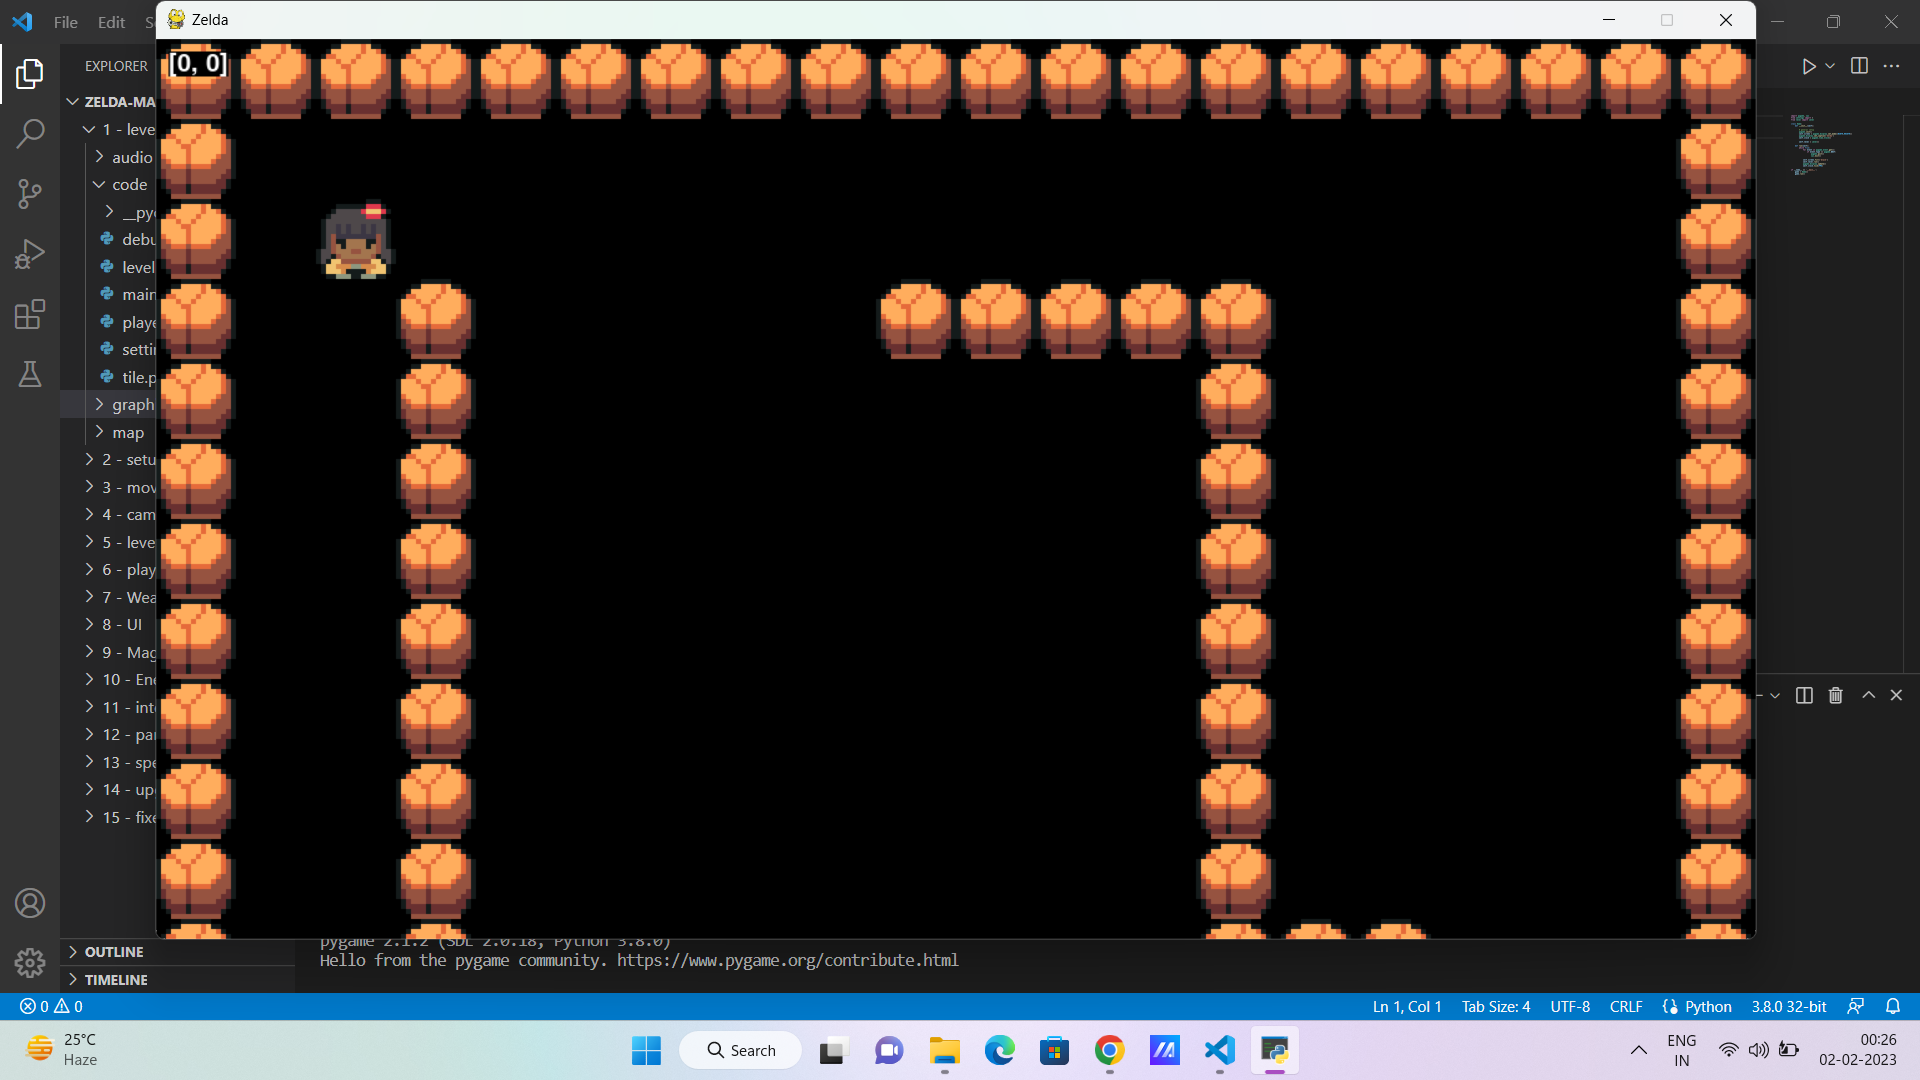 File Edit
Zelda
EXPLORER
[0, 0]
ZELDA-MA
1 - leve
audio
code
__py
debu
level
main
playe
settin
tile.p
graph
map
2 - setu
3 - mov
4 - cam
5 - leve
6 - play
7 - Wea
8 - UI
9 - Mag
10 - Ene
11 - inte
12 - par
13 - spe
14 - upg
15 - fixe
OUTLINE
TIMELINE
pygame 2.1.2 (SDL 2.0.18, Python 3.8.0)
Hello from the pygame community. https://www.pygame.org/contribute.html
0 0
Ln 1, Col 1 Tab Size: 4 UTF-8 CRLF Python 3.8.0 32-bit
25°C
Haze
Search
ENG
IN
00:26
02-02-2023